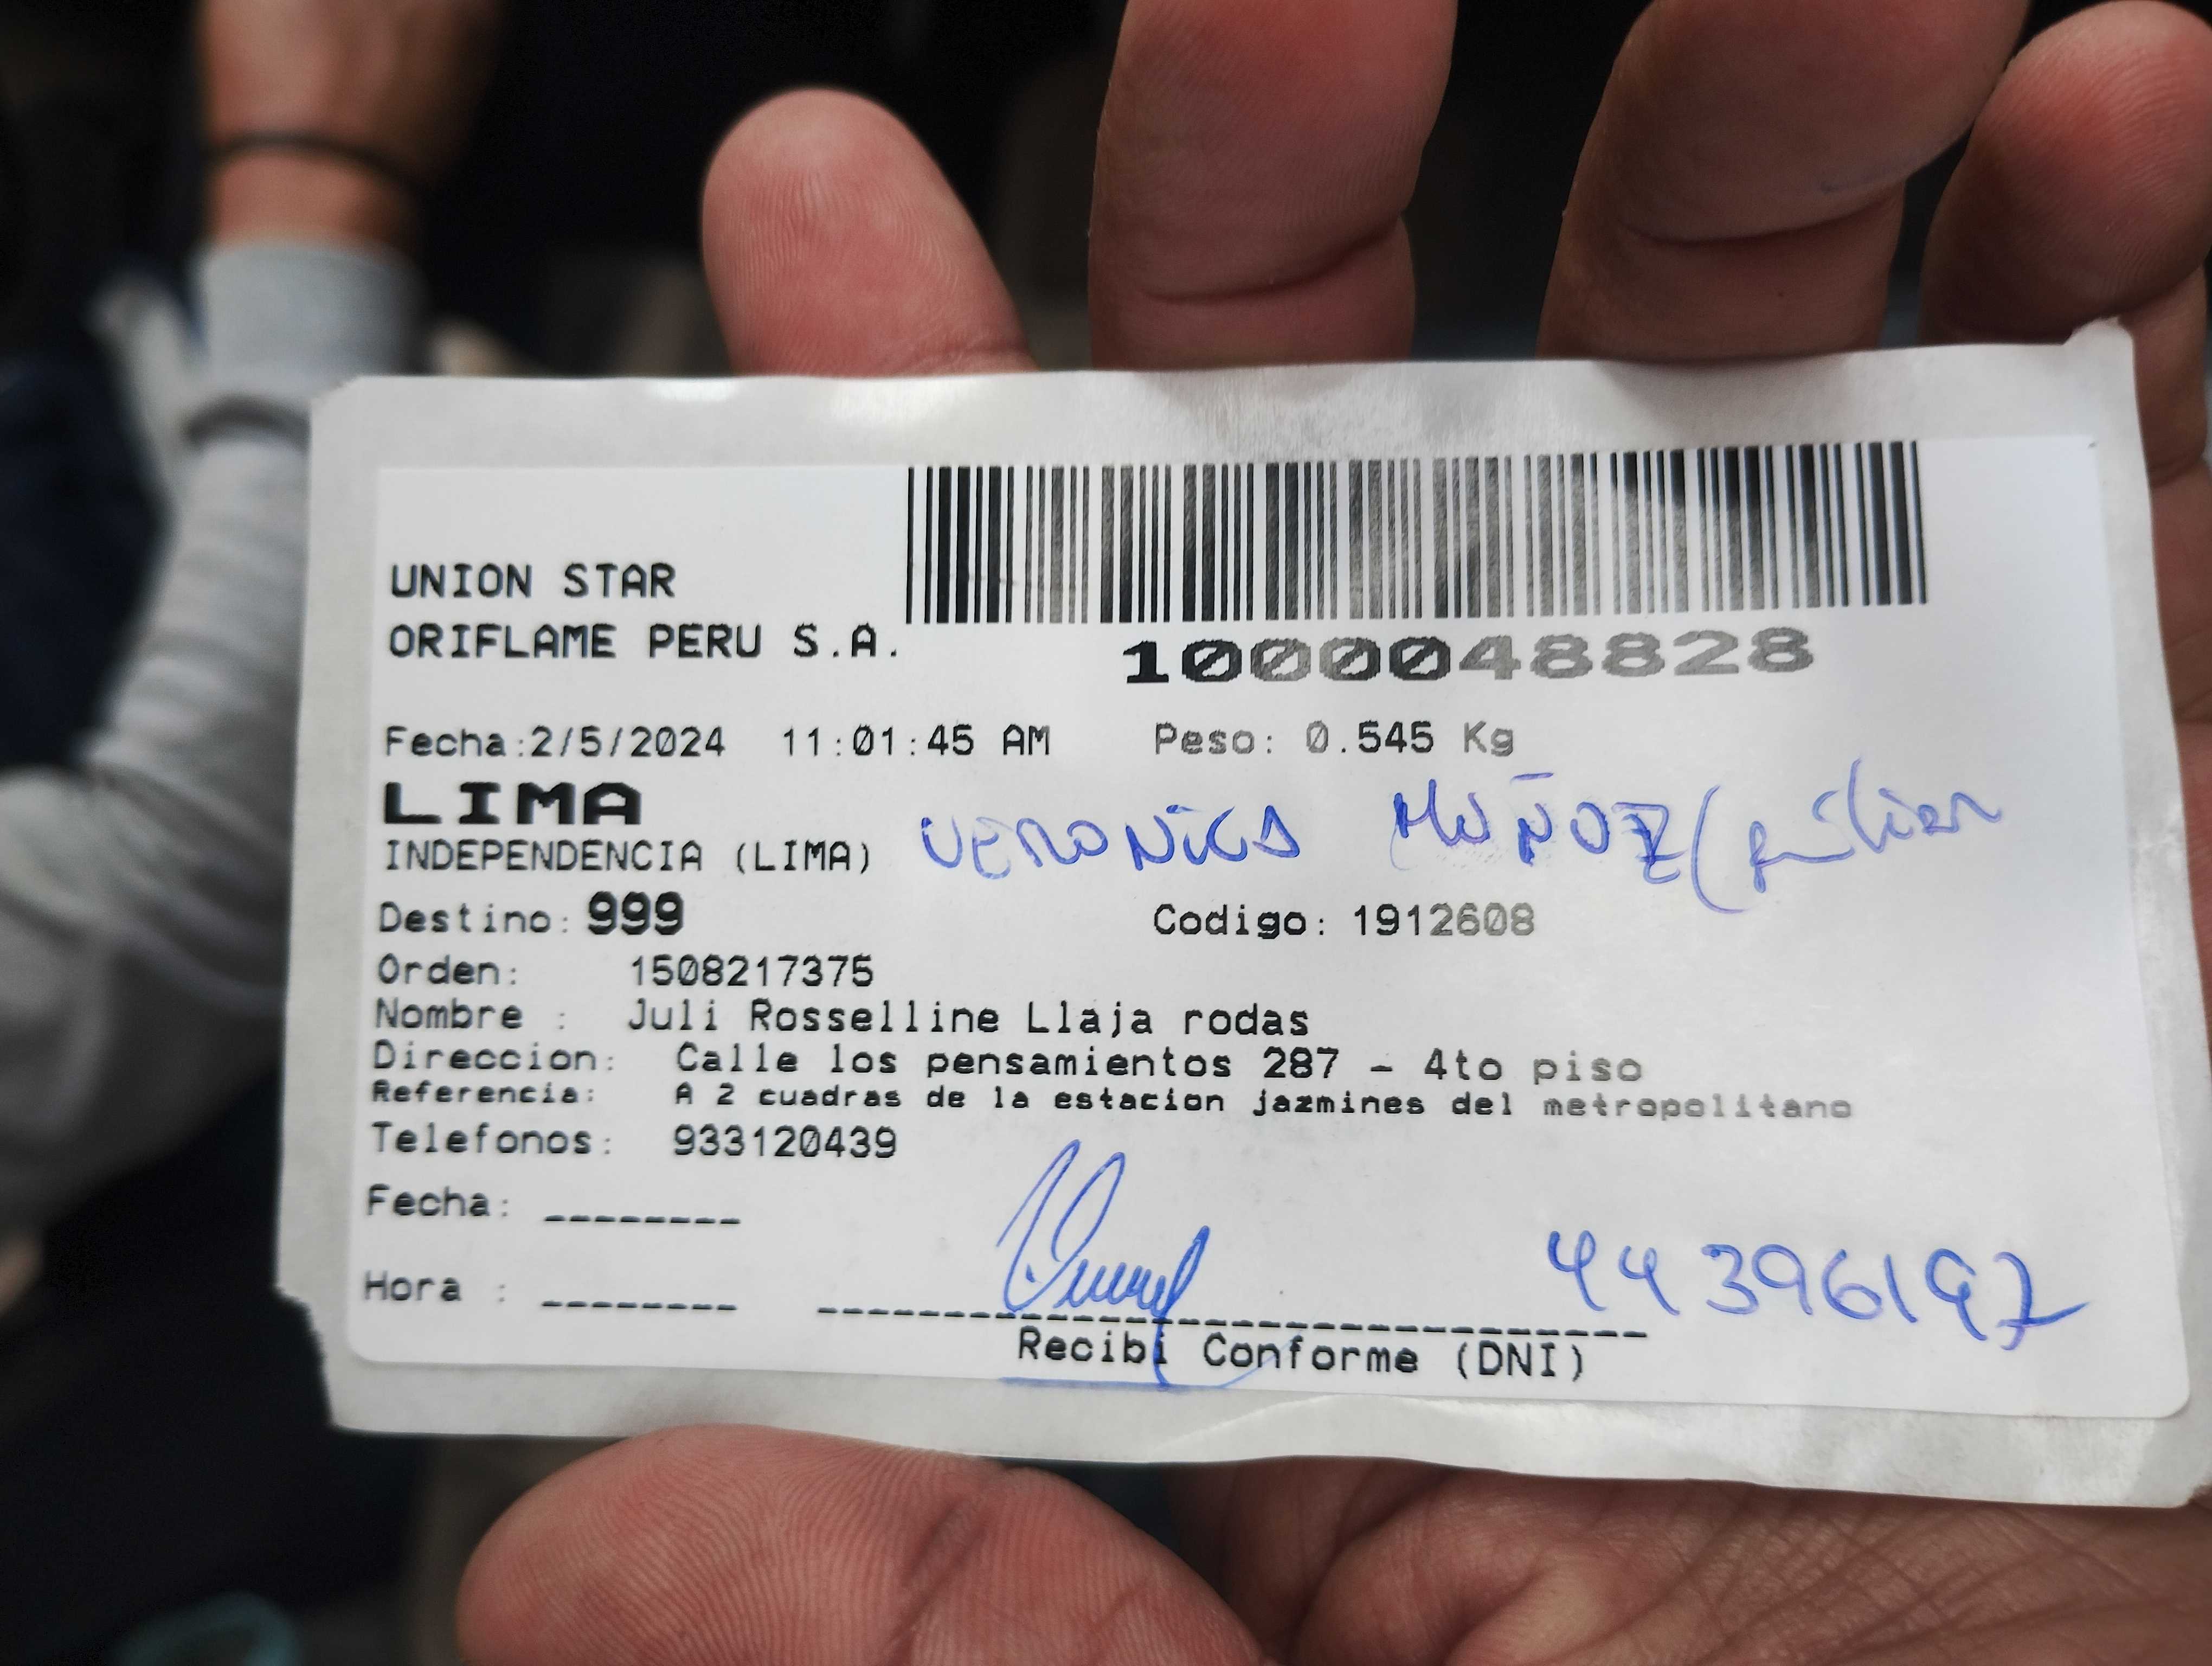 UNION STAR
ORIFLAME PERU S.A.
1000048828
Fecha:2/5/2024 11:01:45 AM Peso: 0.545 Kg
LIMA
INDEPENDENCIA (LIMA) VERONICA MUÑOZ
Destino: 999 Codigo: 1912608
Orden: 1508217375
Nombre : Juli Rosselline Llaja rodas
Direccion: Calle los pensamientos 287 - 4to piso
Referencia: A 2 cuadras de la estacion jazmines del metropolitano
Telefonos: 933120439
Fecha: --------
Hora : --------
44396197
Recibi Conforme (DNI)